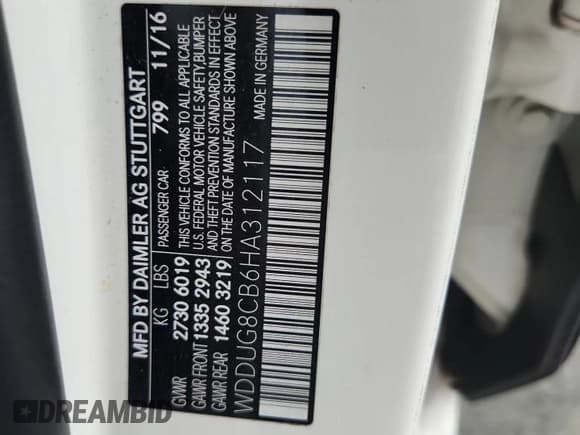 MFD BY DAIMLER AG STUTTGART
KG LBS PASSENGER CAR 799 11/16
GVWR 2730 6019 THIS VEHICLE CONFORMS TO ALL APPLICABLE
GAWR FRONT 1335 2943 U.S. FEDERAL MOTOR VEHICLE SAFETY,BUMPER
GAWR REAR 1460 3219 AND THEFT PREVENTION STANDARDS IN EFFECT
ON THE DATE OF MANUFACTURE SHOWN ABOVE
WDDUG8CB6HA312117 MADE IN GERMANY
DREAMBID